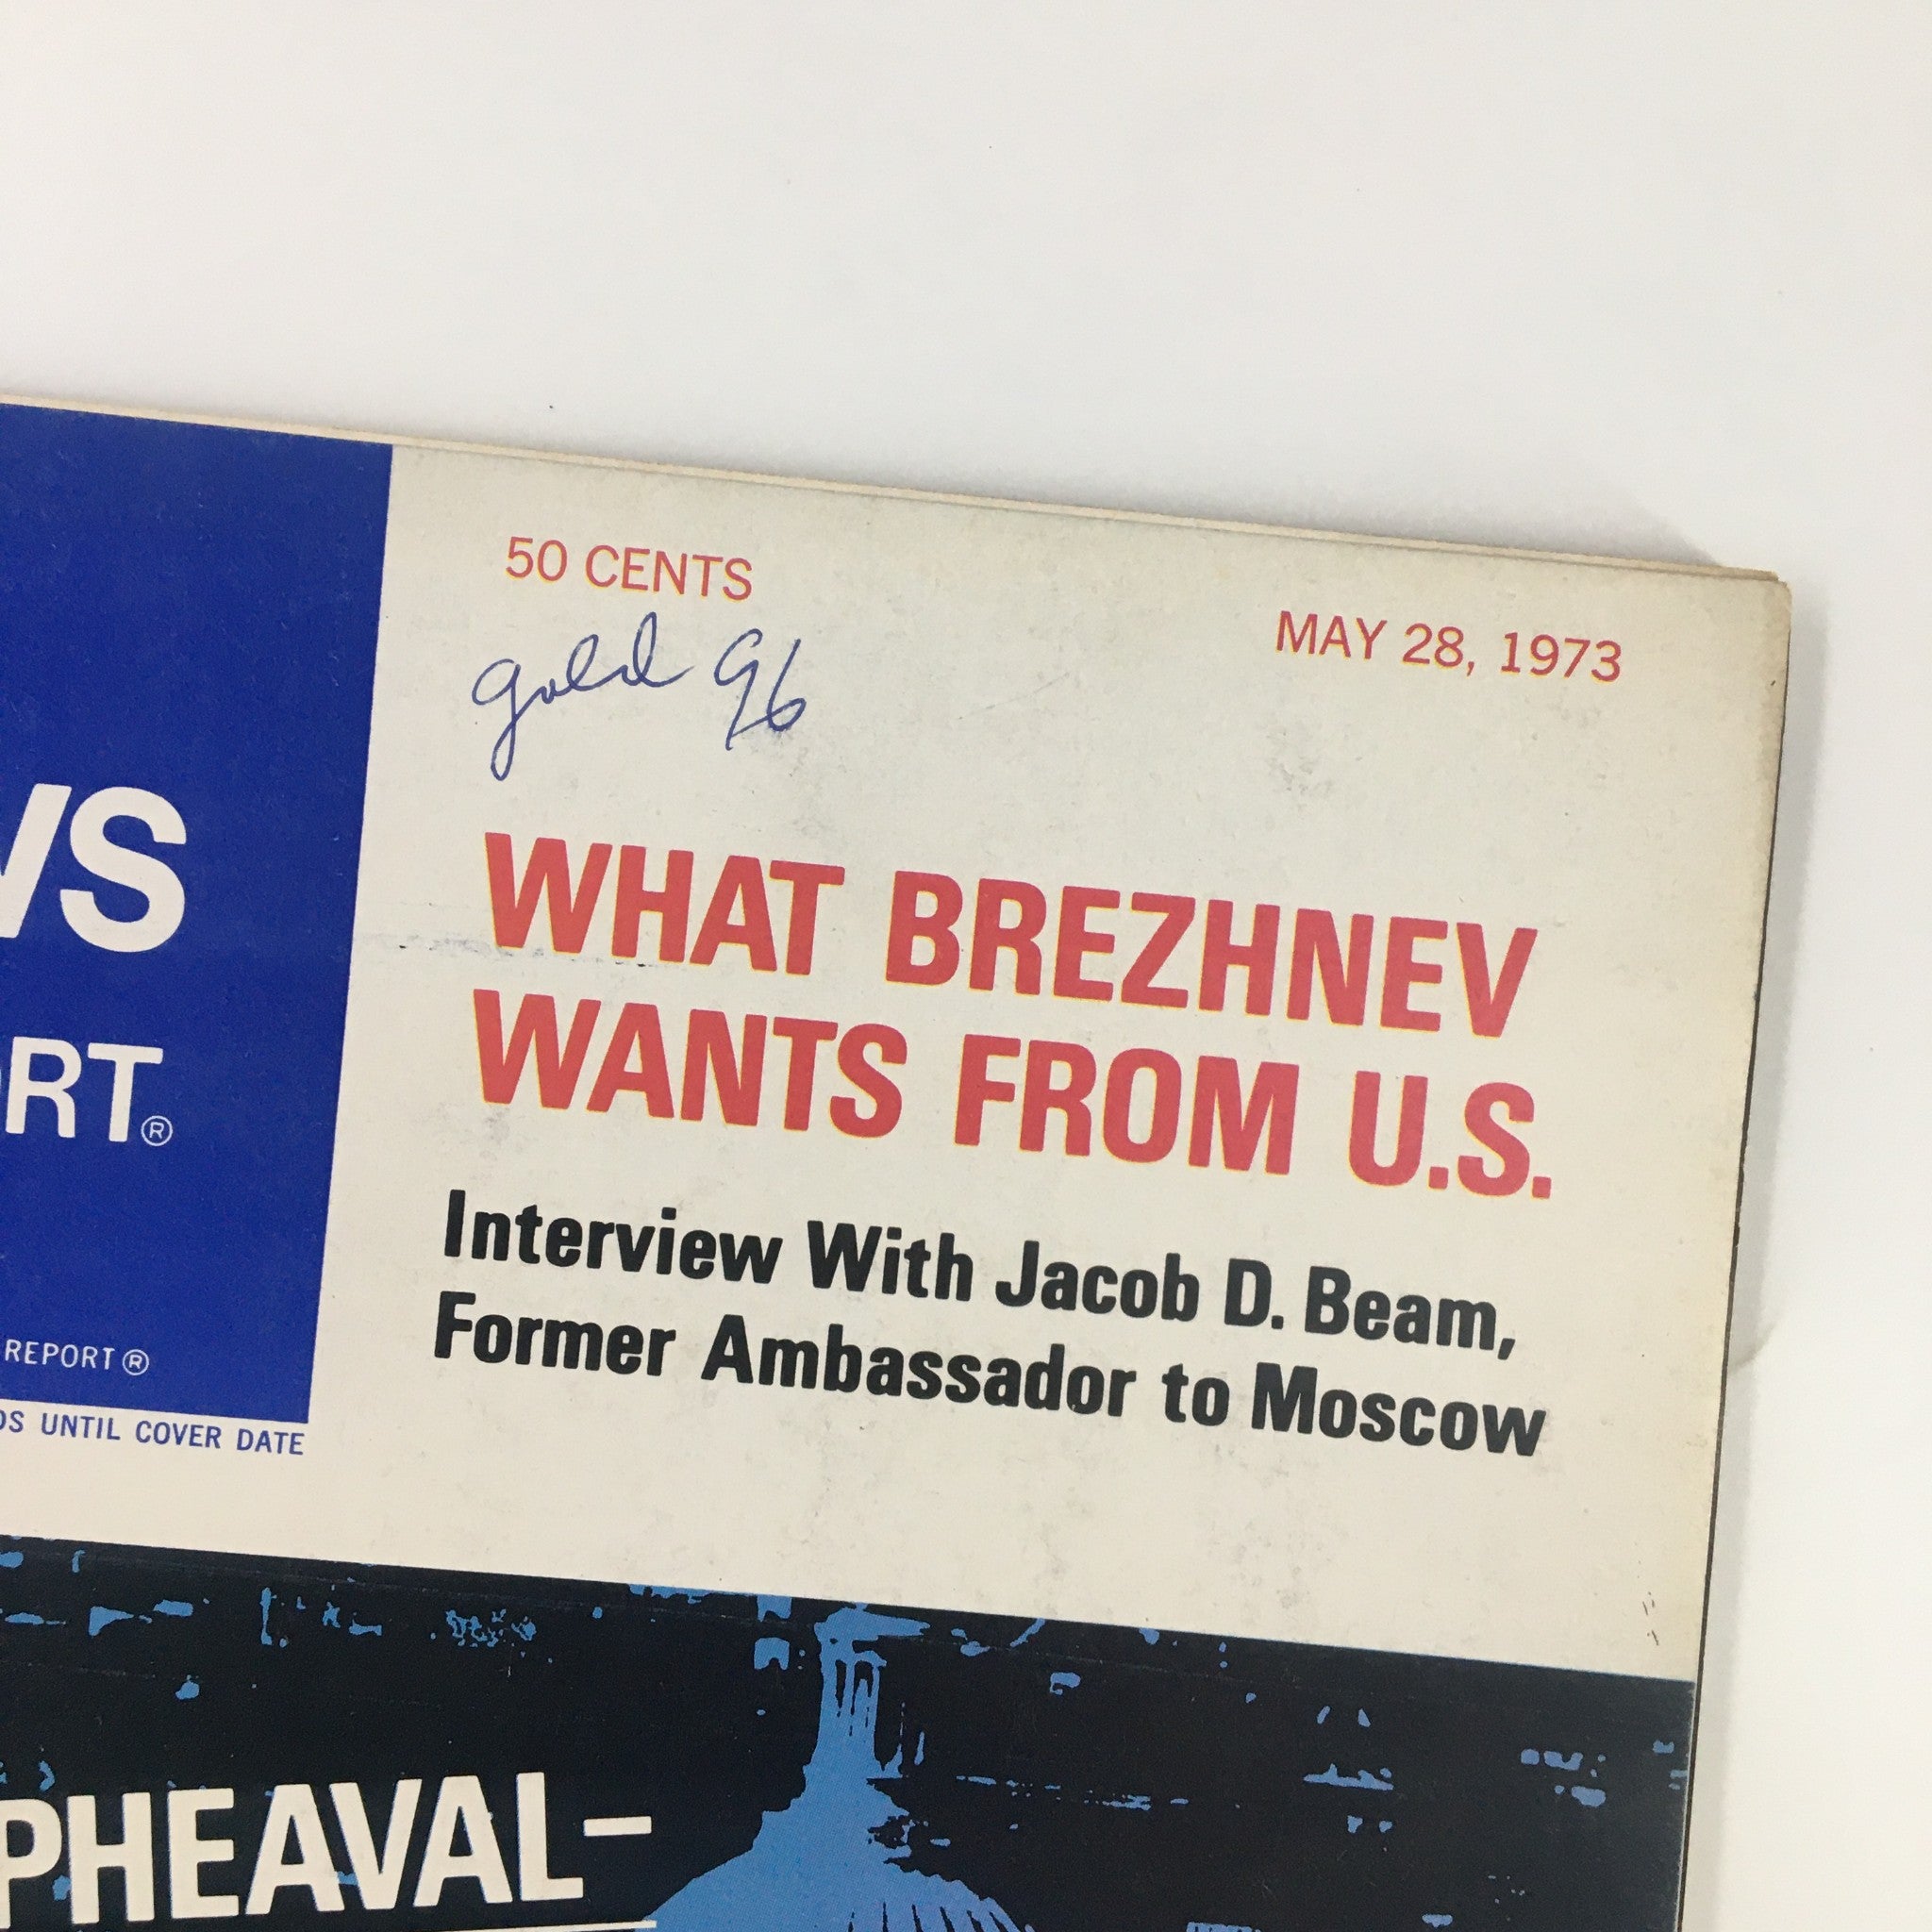 50 CENTS
MAY 28, 1973
gold 96
WS
ORT®
REPORT®
DS UNTIL COVER DATE
WHAT BREZHNEV
WANTS FROM U.S.
Interview With Jacob D. Beam,
Former Ambassador to Moscow
PHEAVAL–